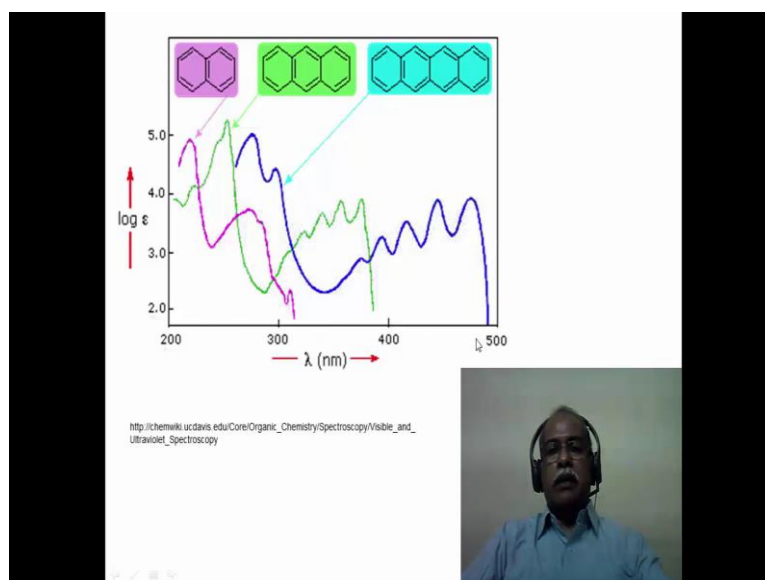 5.0
4.0
log ε
3.0
2.0
200
300
400
500
λ (nm)
http://chemwiki.ucdavis.edu/Core/Organic_Chemistry/Spectroscopy/Visible_and_
Ultraviolet_Spectroscopy